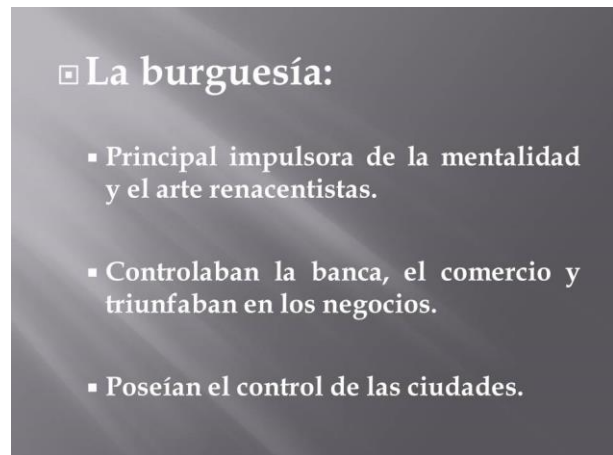 La burguesía:
Principal impulsora de la mentalidad
y el arte renacentistas.
Controlaban la banca, el comercio y
triunfaban en los negocios.
Poseían el control de las ciudades.